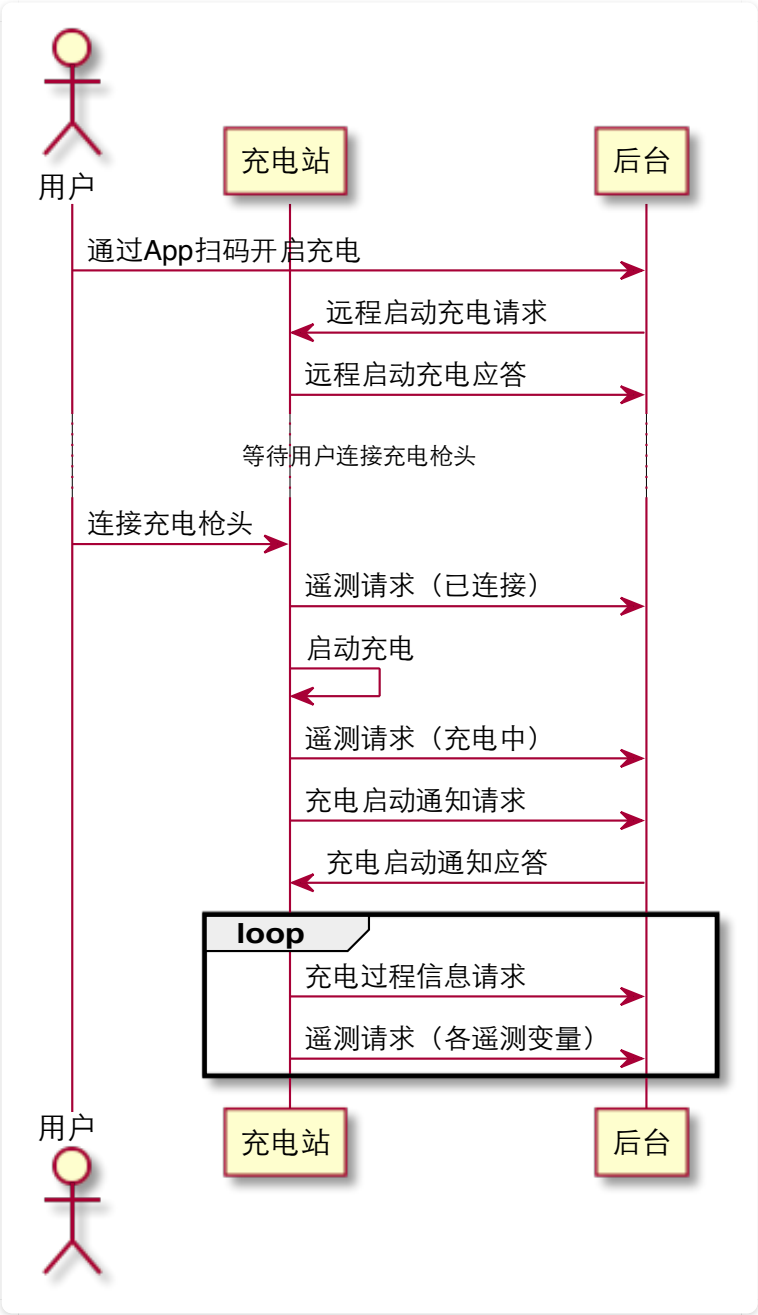 用户
充电站
后台
通过App扫码开启充电
远程启动充电请求
远程启动充电应答
等待用户连接充电枪头
连接充电枪头
遥测请求（已连接）
启动充电
遥测请求（充电中）
充电启动通知请求
充电启动通知应答
loop
充电过程信息请求
遥测请求（各遥测变量）
用户
充电站
后台